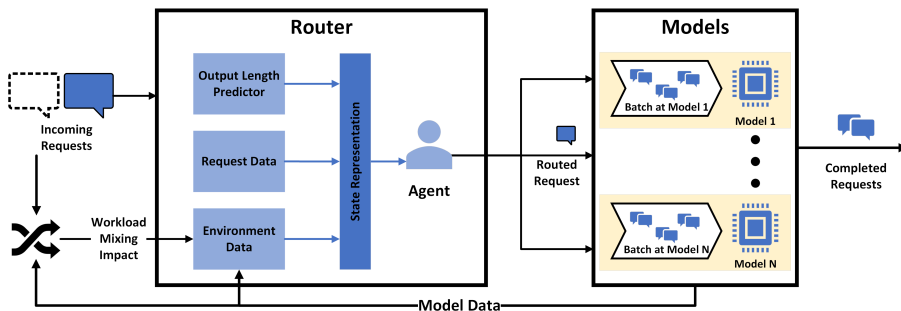 Router
Models
Output Length
Predictor
Request Data
Environment
Data
State Representation
Agent
Incoming
Requests
Workload
Mixing
Impact
Routed
Request
Batch at Model 1
Model 1
Batch at Model N
Model N
Completed
Requests
Model Data